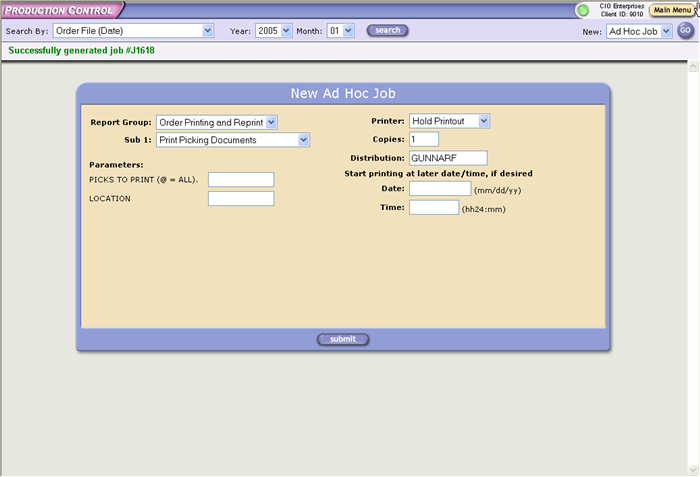 PRODUCTION CONTROL
CIO Enterprises
Client ID: 9010
Main Menu
Search By: Order File (Date) Year: 2005 Month: 01 search New: Ad Hoc Job GO
Successfully generated job #J1618
New Ad Hoc Job
Report Group: Order Printing and Reprint Printer: Hold Printout
Sub 1: Print Picking Documents Copies: 1
Distribution: GUNNARF
Parameters: Start printing at later date/time, if desired
PICKS TO PRINT (@ = ALL). Date: (mm/dd/yy)
LOCATION Time: (hh24:mm)
submit